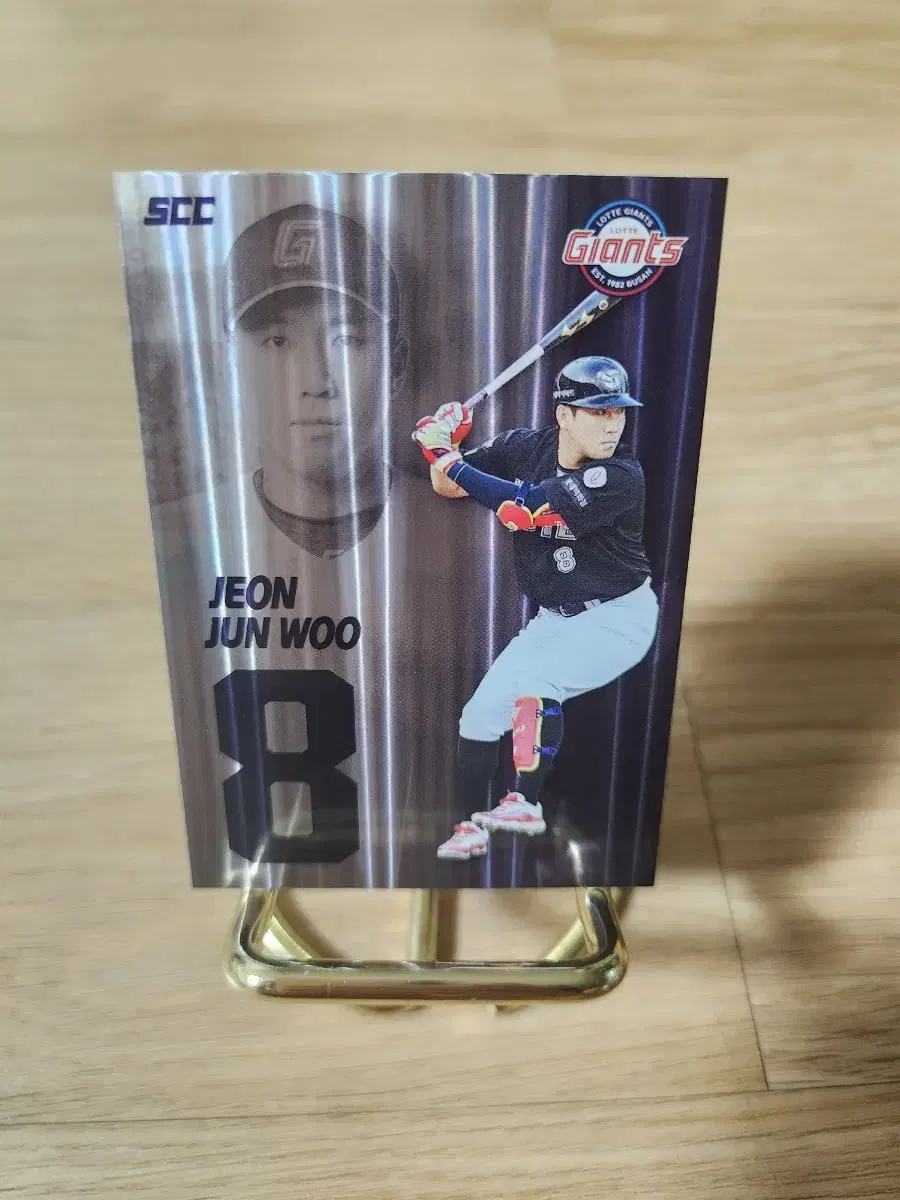 SCC
LOTTE GIANTS
LOTTE
Giants
EST. 1982 BUSAN
8
JEON
JUN WOO
8